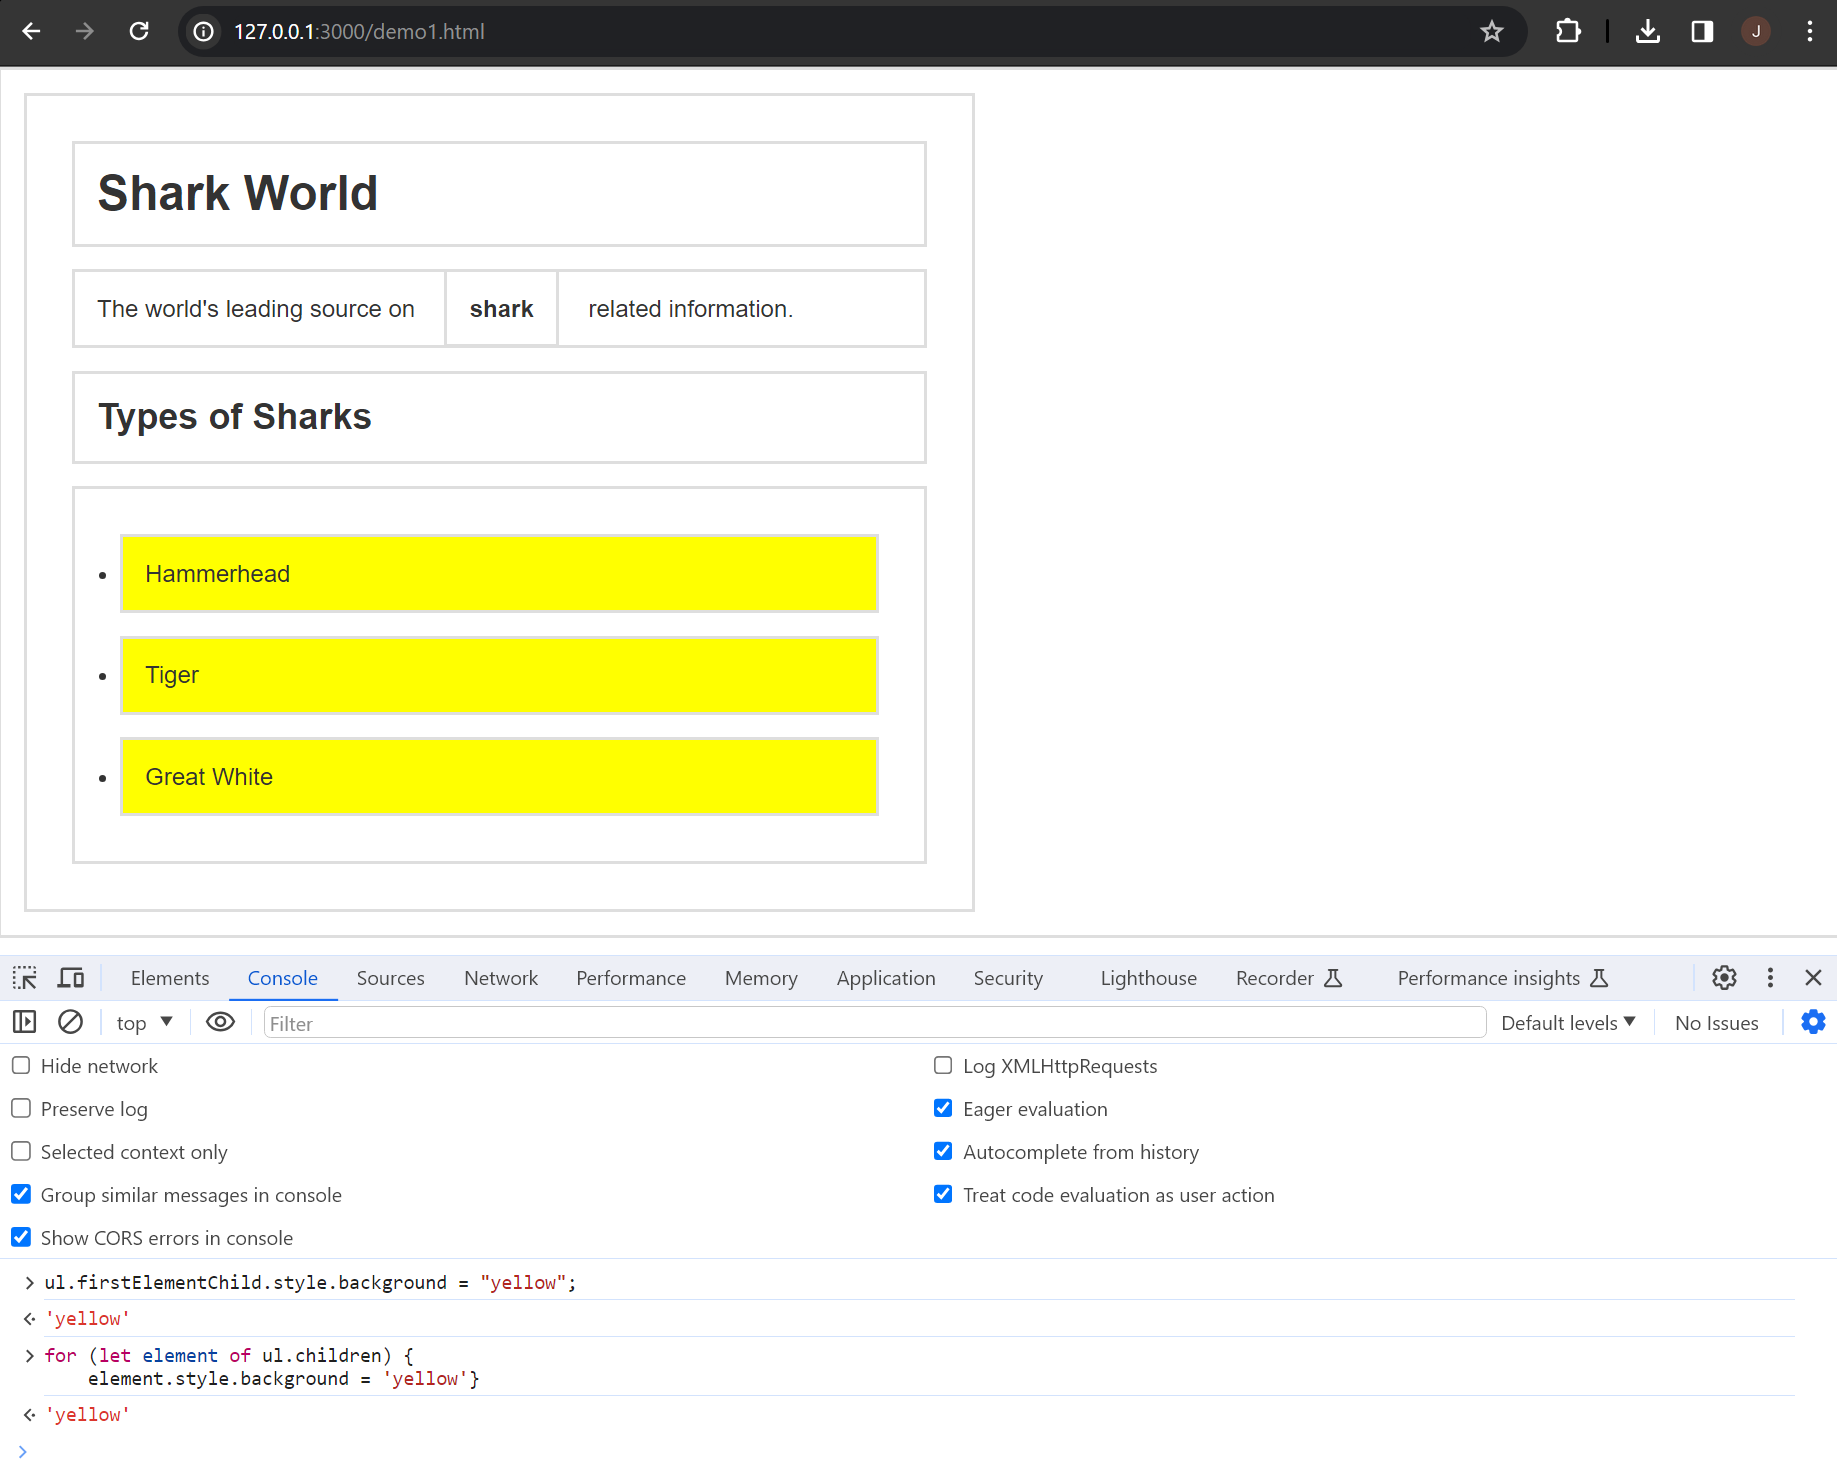 127.0.0.1:3000/demo1.html
J
Shark World
The world's leading source on shark related information.
Types of Sharks
Hammerhead
Tiger
Great White
Elements Console Sources Network Performance Memory Application Security Lighthouse Recorder Performance insights
top Filter Default levels No Issues
Hide network Log XMLHttpRequests
Preserve log Eager evaluation
Selected context only Autocomplete from history
Group similar messages in console Treat code evaluation as user action
Show CORS errors in console
ul.firstElementChild.style.background = "yellow";
'yellow'
for (let element of ul.children) {
element.style.background = 'yellow'}
'yellow'